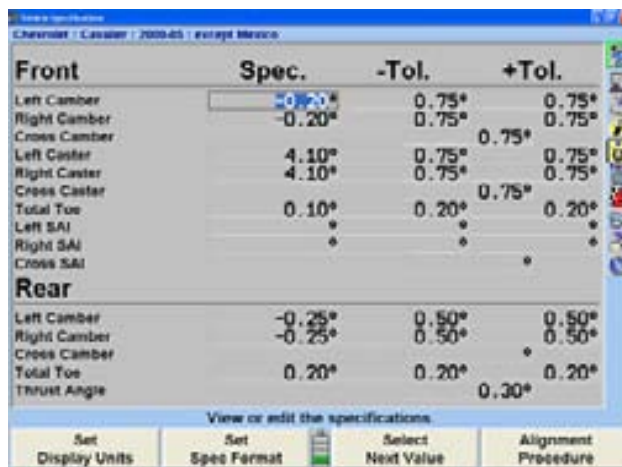 Vehicle Specifications
Chevrolet : Cavalier : 2000-05 : except Mexico
Front Spec. -Tol. +Tol.
Left Camber -0.20° 0.75° 0.75°
Right Camber -0.20° 0.75° 0.75°
Cross Camber 0.75°
Left Caster 4.10° 0.75° 0.75°
Right Caster 4.10° 0.75° 0.75°
Cross Caster 0.75°
Total Toe 0.10° 0.20° 0.20°
Left SAI ° ° °
Right SAI ° ° °
Cross SAI °
Rear
Left Camber -0.25° 0.50° 0.50°
Right Camber -0.25° 0.50° 0.50°
Cross Camber °
Total Toe 0.20° 0.20° 0.20°
Thrust Angle 0.30°
View or edit the specifications.
Set Display Units
Set Spec Format
Select Next Value
Alignment Procedure